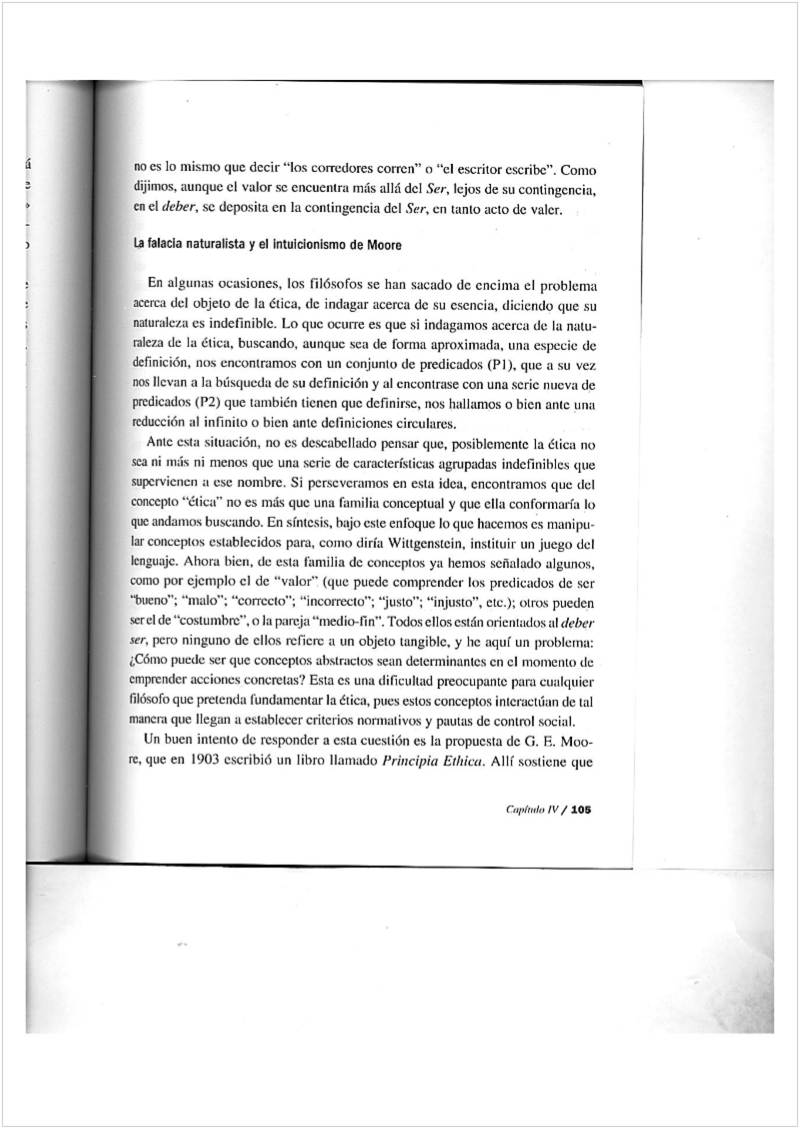 no es lo mismo que decir “los corredores corren” o “el escritor escribe”. Como
dijimos, aunque el valor se encuentra más allá del Ser, lejos de su contingencia,
en el deber, se deposita en la contingencia del Ser, en tanto acto de valer.
La falacia naturalista y el intuicionismo de Moore
En algunas ocasiones, los filósofos se han sacado de encima el problema
acerca del objeto de la ética, de indagar acerca de su esencia, diciendo que su
naturaleza es indefinible. Lo que ocurre es que si indagamos acerca de la natu-
raleza de la ética, buscando, aunque sea de forma aproximada, una especie de
definición, nos encontramos con un conjunto de predicados (P1), que a su vez
nos llevan a la búsqueda de su definición y al encontrase con una serie nueva de
predicados (P2) que también tienen que definirse, nos hallamos o bien ante una
reducción al infinito o bien ante definiciones circulares.
Ante esta situación, no es descabellado pensar que, posiblemente la ética no
sea ni más ni menos que una serie de características agrupadas indefinibles que
supervienen a ese nombre. Si perseveramos en esta idea, encontramos que del
concepto “ética” no es más que una familia conceptual y que ella conformaría lo
que andamos buscando. En síntesis, bajo este enfoque lo que hacemos es manipu-
lar conceptos establecidos para, como diría Wittgenstein, instituir un juego del
lenguaje. Ahora bien, de esta familia de conceptos ya hemos señalado algunos,
como por ejemplo el de “valor” (que puede comprender los predicados de ser
“bueno”; “malo”; “correcto”; “incorrecto”; “justo”; “injusto”, etc.); otros pueden
ser el de “costumbre”, o la pareja “medio-fin”. Todos ellos están orientados al deber
ser, pero ninguno de ellos refiere a un objeto tangible, y he aquí un problema:
¿Cómo puede ser que conceptos abstractos sean determinantes en el momento de
emprender acciones concretas? Esta es una dificultad preocupante para cualquier
filósofo que pretenda fundamentar la ética, pues estos conceptos interactúan de tal
manera que llegan a establecer criterios normativos y pautas de control social.
Un buen intento de responder a esta cuestión es la propuesta de G. E. Moo-
re, que en 1903 escribió un libro llamado Principia Ethica. Allí sostiene que
Capítulo IV / 105